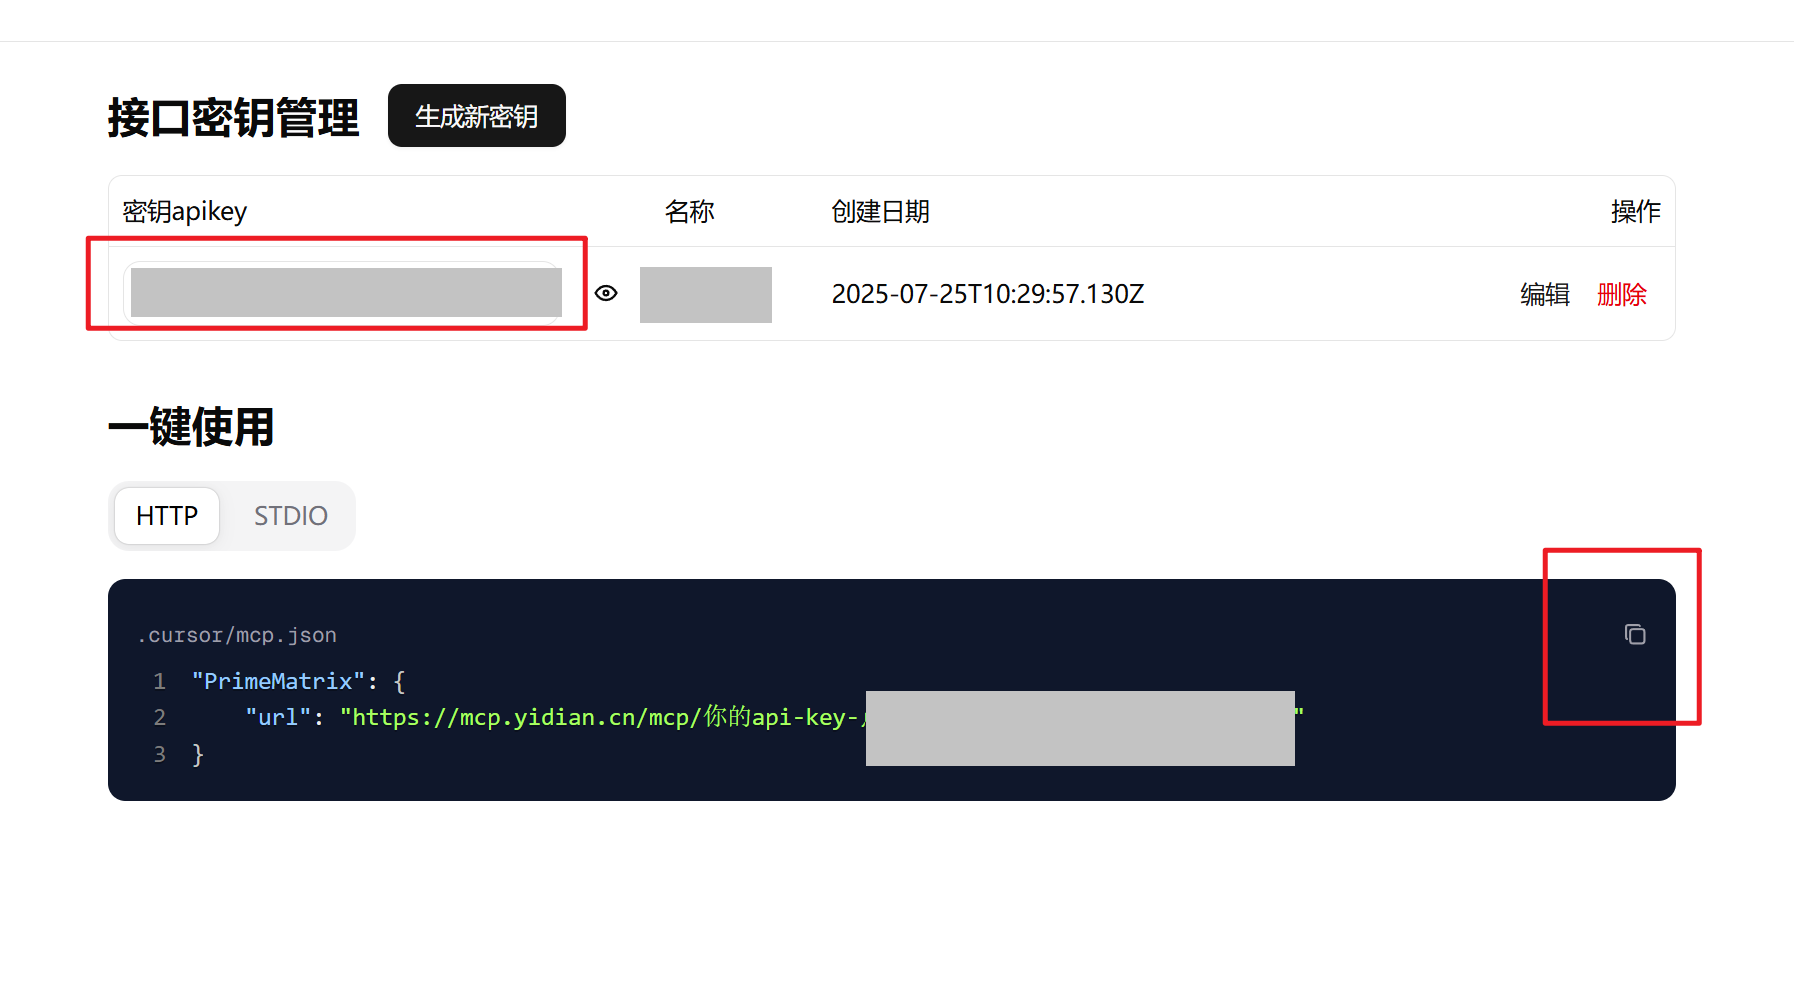 接口密钥管理 生成新密钥
密钥apikey 名称 创建日期 操作
2025-07-25T10:29:57.130Z 编辑 删除
一键使用
HTTP STDIO
.cursor/mcp.json
1 "PrimeMatrix": {
2 "url": "https://mcp.yidian.cn/mcp/你的api-key- "
3 }